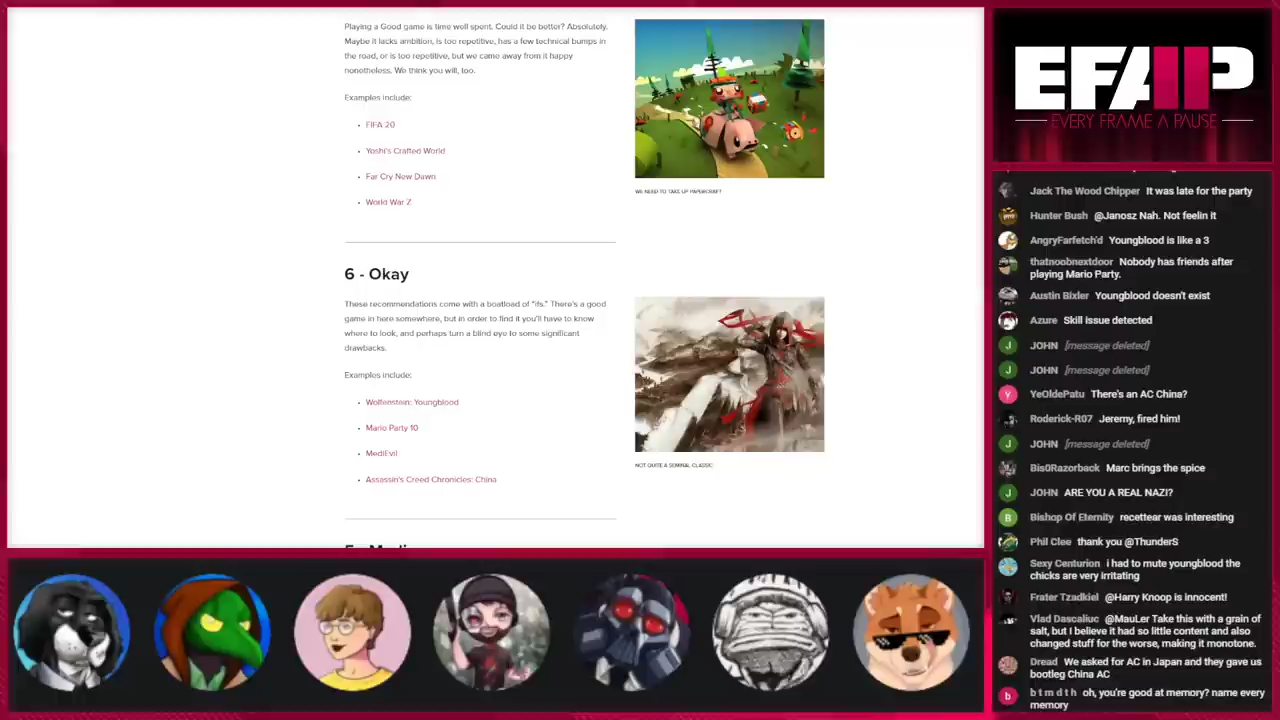 Playing a Good game is time well spent. Could it be better? Absolutely.
Maybe it lacks ambition, is too repetitive, has a few technical bumps in
the road, or is too repetitive, but we came away from it happy
nonetheless. We think you will, too.
Examples include:
• FIFA 20
• Yoshi's Crafted World
• Far Cry New Dawn
• World War Z
WE NEED TO TAKE UP PAPERCRAFT
6 - Okay
These recommendations come with a boatload of "ifs." There's a good
game in here somewhere, but in order to find it you'll have to know
where to look, and perhaps turn a blind eye to some significant
drawbacks.
Examples include:
• Wolfenstein: Youngblood
• Mario Party 10
• MediEvil
• Assassin's Creed Chronicles: China
NOT QUITE A SEMINAL CLASSIC
EFAP
EVERY FRAME A PAUSE
Jack The Wood Chipper It was late for the party
Hunter Bush @Janosz Nah. Not feelin it
AngryFarfetch'd Youngblood is like a 3
thatnoobnextdoor Nobody has friends after
playing Mario Party.
Austin Bixler Youngblood doesn't exist
Azure Skill issue detected
J JOHN [message deleted]
J JOHN [message deleted]
Y YeOldePatu There's an AC China?
Roderick-R07 Jeremy, fired him!
J JOHN [message deleted]
Bis0Razorback Marc brings the spice
J JOHN ARE YOU A REAL NAZI?
B Bishop Of Eternity recettear was interesting
Phil Clee thank you @ThunderS
Sexy Centurion i had to mute youngblood the
chicks are very irritating
Frater Tzadkiel @Harry Knoop is innocent!
Vlad Dascaliuc @MauLer Take this with a grain of
salt, but I believe it had so little content and also
changed stuff for the worse, making it monotone.
Dread We asked for AC in Japan and they gave us
bootleg China AC
b b t m d t h oh, you're good at memory? name every
memory